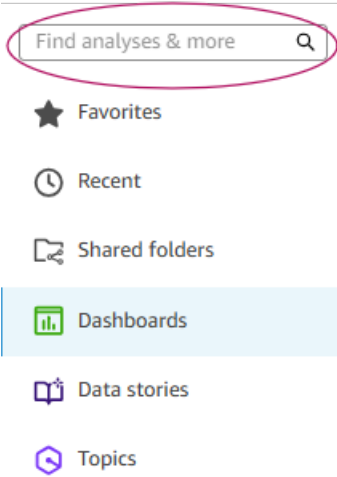 Find analyses & more
Favorites
Recent
Shared folders
Dashboards
Data stories
Topics